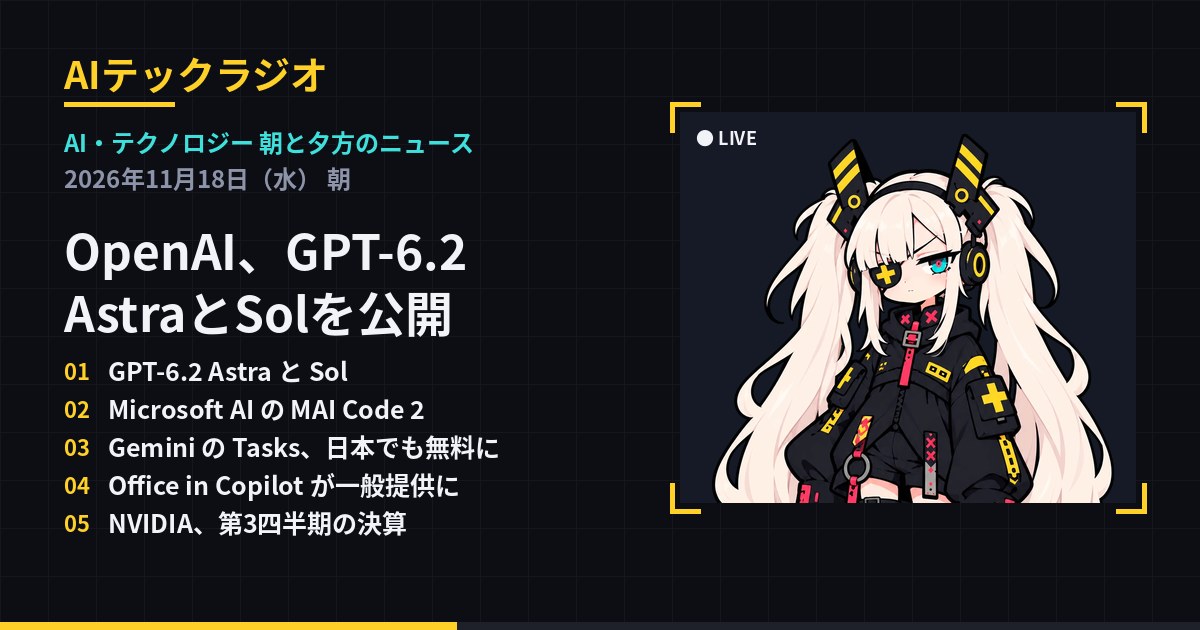 AIテックラジオ
AI・テクノロジー 朝と夕方のニュース
2026年11月18日（水） 朝
OpenAI、GPT-6.2
AstraとSolを公開
01 GPT-6.2 Astra と Sol
02 Microsoft AI の MAI Code 2
03 Gemini の Tasks、日本でも無料に
04 Office in Copilot が一般提供に
05 NVIDIA、第3四半期の決算
LIVE